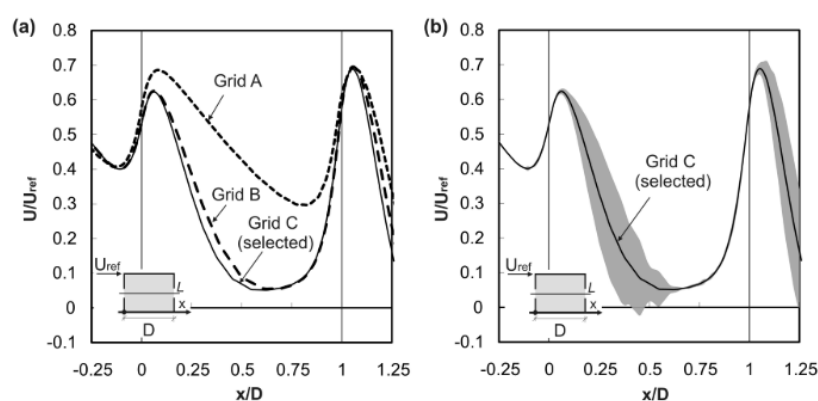 (a)
0.8
0.7
0.6
0.5
0.4
0.3
0.2
0.1
0
-0.1
U/Uref
Grid A
Grid B
Grid C
(selected)
Uref
L
x
D
-0.25 0 0.25 0.5 0.75 1 1.25
x/D
(b)
0.8
0.7
0.6
0.5
0.4
0.3
0.2
0.1
0
-0.1
U/Uref
Grid C
(selected)
Uref
L
x
D
-0.25 0 0.25 0.5 0.75 1 1.25
x/D